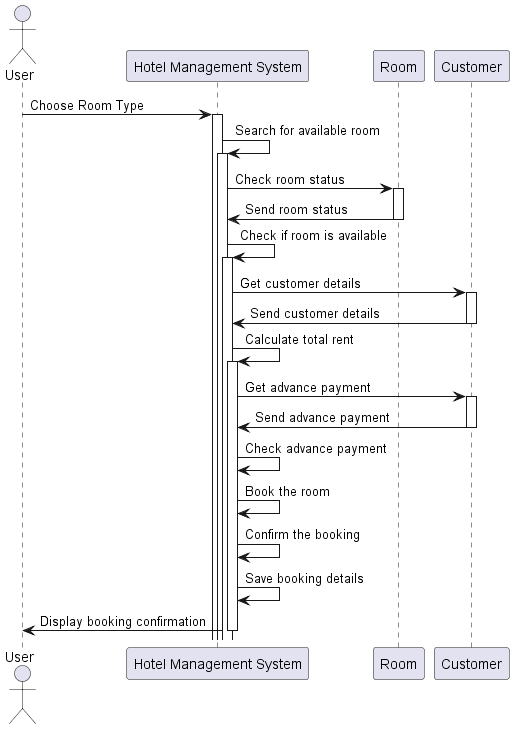 User
Hotel Management System
Room
Customer
Choose Room Type
Search for available room
Check room status
Send room status
Check if room is available
Get customer details
Send customer details
Calculate total rent
Get advance payment
Send advance payment
Check advance payment
Book the room
Confirm the booking
Save booking details
Display booking confirmation
User
Hotel Management System
Room
Customer